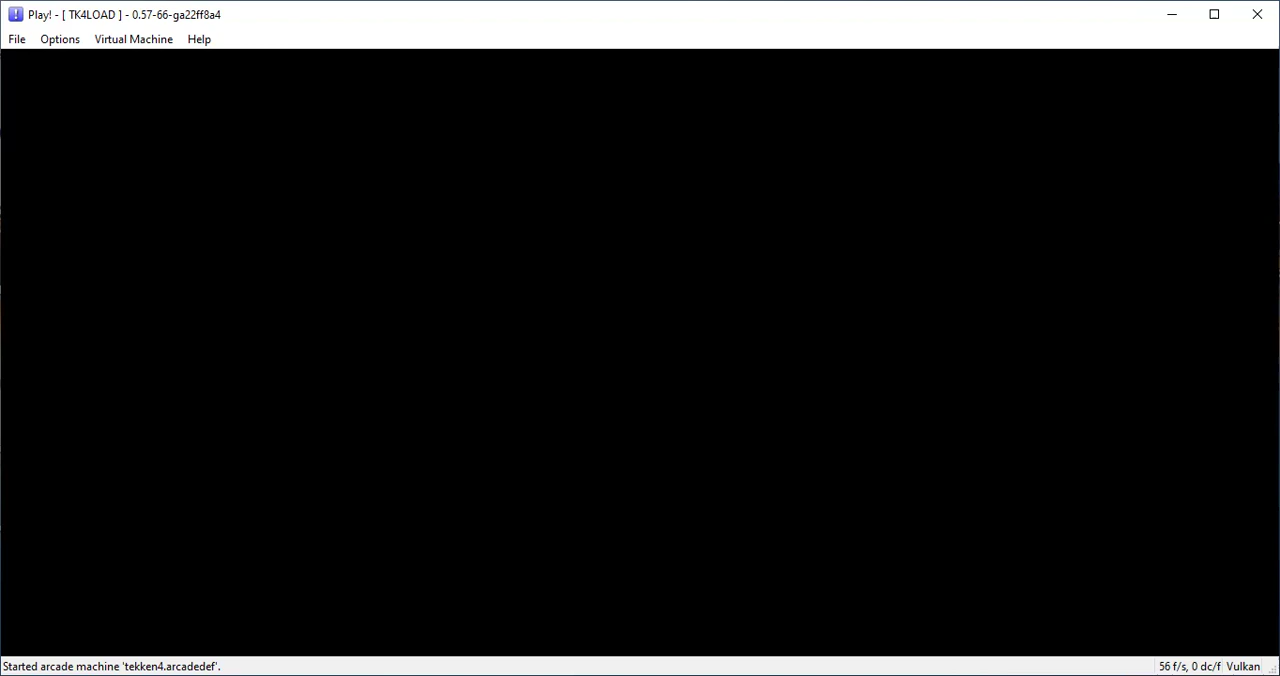 Play! - [ TK4LOAD ] - 0.57-66-ga22ff8a4
File Options Virtual Machine Help
Started arcade machine 'tekken4.arcadedef'. 56 f/s, 0 dc/f Vulkan